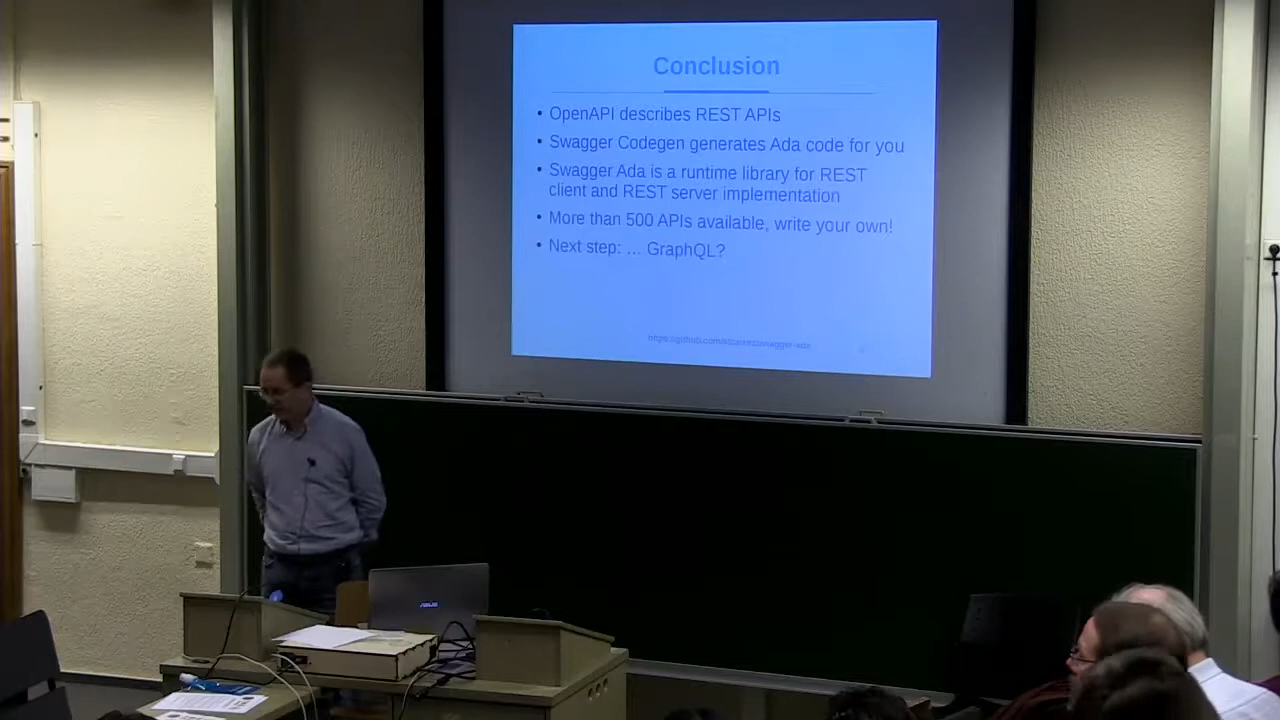 Conclusion
• OpenAPI describes REST APIs
• Swagger Codegen generates Ada code for you
• Swagger Ada is a runtime library for REST
client and REST server implementation
• More than 500 APIs available, write your own!
• Next step: … GraphQL?
ASUS